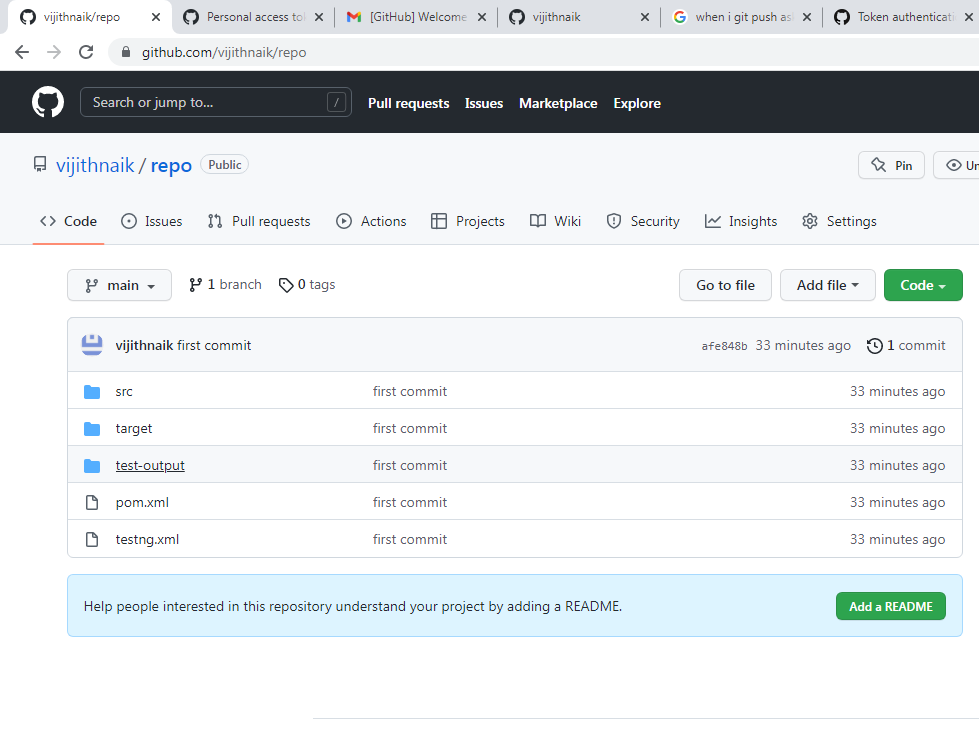 vijithnaik/repo
Personal access to
[GitHub] Welcome
vijithnaik
when i git push as
Token authenticati
github.com/vijithnaik/repo
Search or jump to... /
Pull requests Issues Marketplace Explore
vijithnaik / repo Public
Pin Un
Code Issues Pull requests Actions Projects Wiki Security Insights Settings
main 1 branch 0 tags Go to file Add file Code
vijithnaik first commit afe848b 33 minutes ago 1 commit
src first commit 33 minutes ago
target first commit 33 minutes ago
test-output first commit 33 minutes ago
pom.xml first commit 33 minutes ago
testng.xml first commit 33 minutes ago
Help people interested in this repository understand your project by adding a README. Add a README